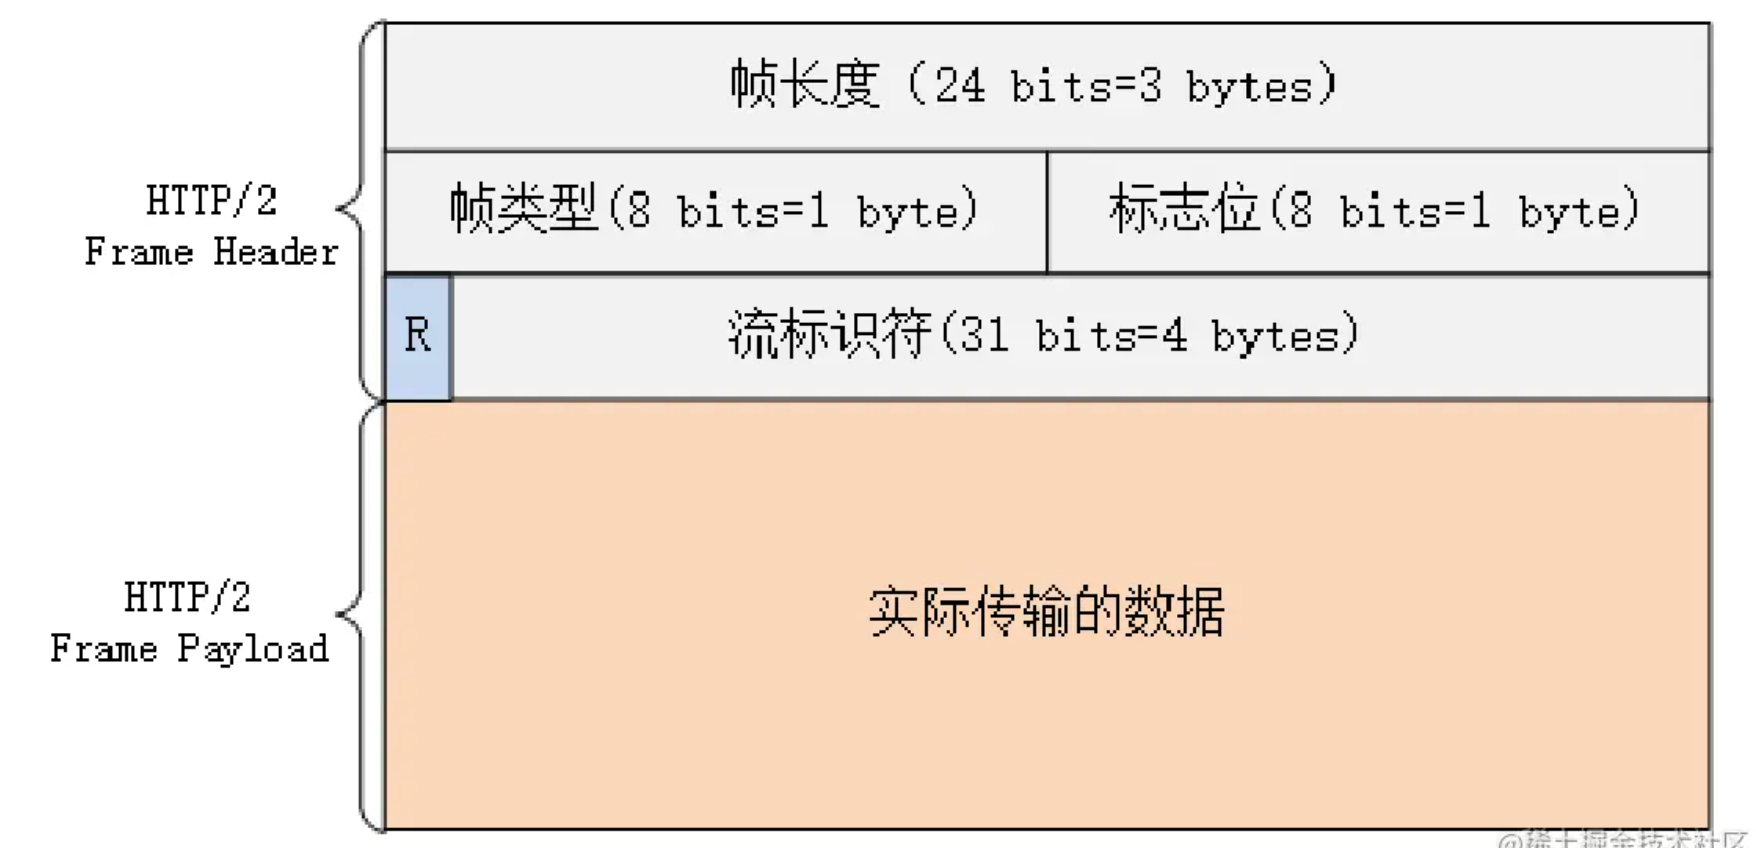 帧长度 (24 bits=3 bytes)
HTTP/2
Frame Header
帧类型(8 bits=1 byte)
标志位(8 bits=1 byte)
R
流标识符(31 bits=4 bytes)
HTTP/2
Frame Payload
实际传输的数据
@稀土掘金技术社区